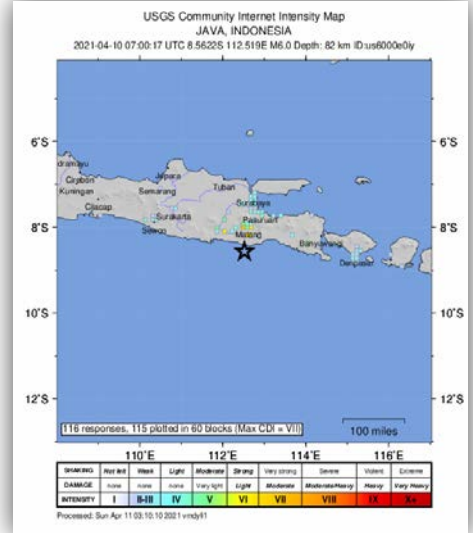 USGS Community Internet Intensity Map
JAVA, INDONESIA
2021-04-10 07:00:17 UTC 8.5622S 112.519E M6.0 Depth: 82 km ID:us6000e0iy
6°S 6°S
dramayu
Cirebon Jepara
Kuningan Semarang Tuban
Surabaya
Cilacap Surakarta Pasuruan
8°S 8°S
Sewon Malang
Banyuwangi
Denpasar
10°S 10°S
12°S 12°S
116 responses, 115 plotted in 60 blocks (Max CDI = VII)
100 miles
110°E 112°E 114°E 116°E
SHAKING Not felt Weak Light Moderate Strong Very strong Severe Violent Extreme
DAMAGE none none none Very light Light Moderate Moderate/Heavy Heavy Very Heavy
INTENSITY I II-III IV V VI VII VIII IX X+
Processed: Sun Apr 11 03:10:10 2021 vmdyfi1